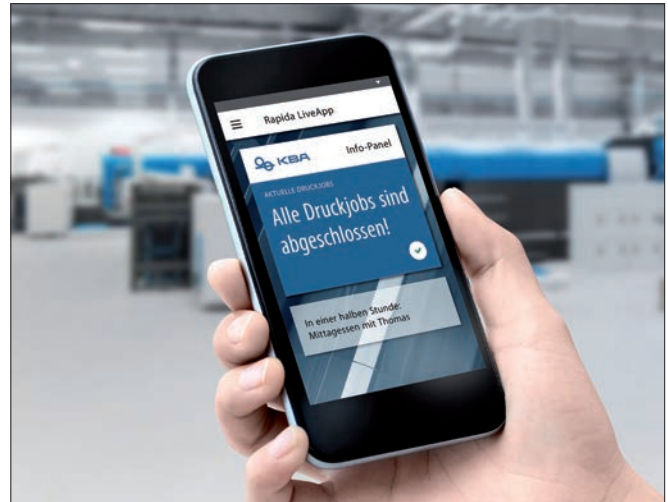 Rapida LiveApp
KBA
Info-Panel
AKTUELLE DRUCKJOBS
Alle Druckjobs sind
abgeschlossen!
In einer halben Stunde:
Mittagessen mit Thomas